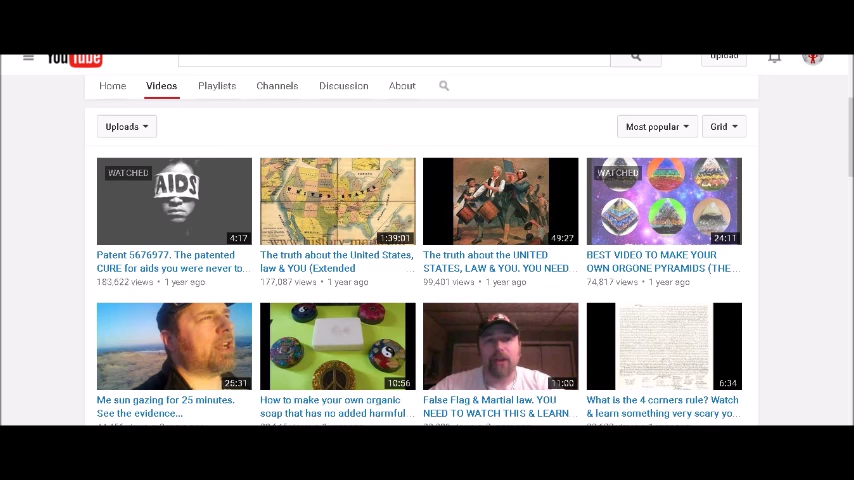 YouTube
Upload
Home Videos Playlists Channels Discussion About
Uploads Most popular Grid
WATCHED
AIDS
4:17
UNITED STATES
1:39:01
49:27
WATCHED
24:11
Patent 5676977. The patented
CURE for aids you were never to...
183,622 views • 1 year ago
The truth about the United States,
law & YOU (Extended ...
177,087 views • 1 year ago
The truth about the UNITED
STATES, LAW & YOU. YOU NEED...
99,401 views • 1 year ago
BEST VIDEO TO MAKE YOUR
OWN ORGONE PYRAMIDS (THE ...
74,817 views • 1 year ago
25:31
10:56
11:00
6:34
Me sun gazing for 25 minutes.
See the evidence...
How to make your own organic
soap that has no added harmful...
False Flag & Martial law. YOU
NEED TO WATCH THIS & LEARN...
What is the 4 corners rule? Watch
& learn something very scary yo...